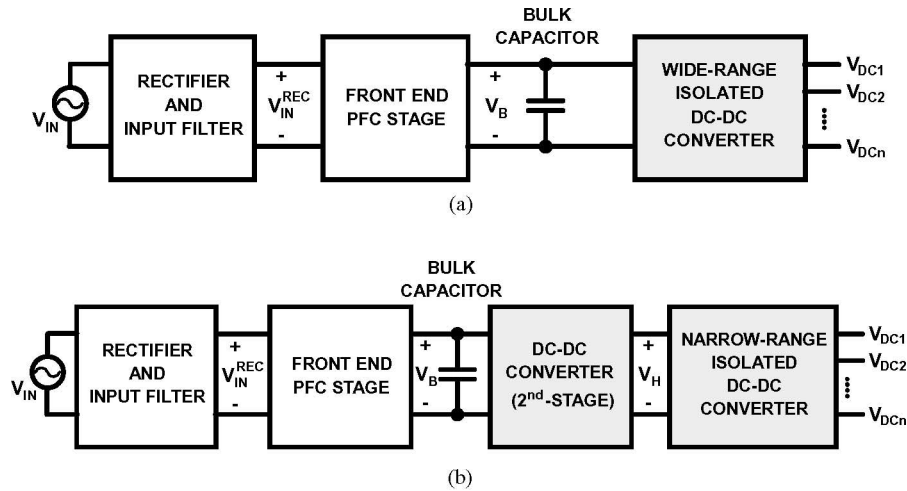 BULK
CAPACITOR
RECTIFIER
AND
INPUT FILTER
FRONT END
PFC STAGE
WIDE-RANGE
ISOLATED
DC-DC
CONVERTER
V_IN
+
V_IN^REC
-
+
V_B
-
V_DC1
V_DC2
V_DCn
(a)
BULK
CAPACITOR
RECTIFIER
AND
INPUT FILTER
FRONT END
PFC STAGE
DC-DC
CONVERTER
(2nd-STAGE)
NARROW-RANGE
ISOLATED
DC-DC
CONVERTER
V_IN
+
V_IN^REC
-
+
V_B
-
+
V_H
-
V_DC1
V_DC2
V_DCn
(b)